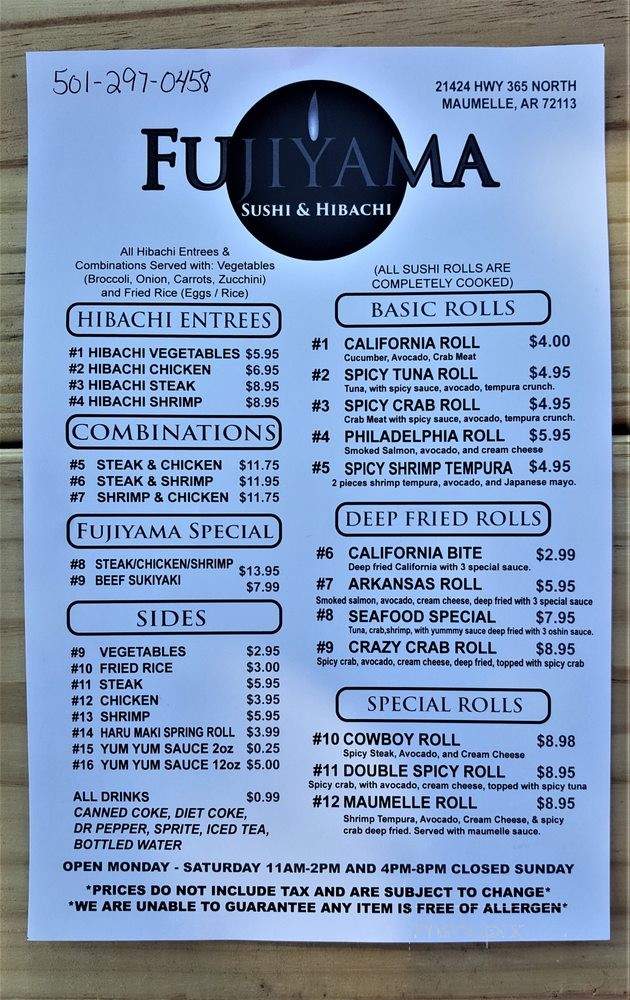 501-297-0458
21424 HWY 365 NORTH
MAUMELLE, AR 72113
FUJIYAMA
SUSHI & HIBACHI
All Hibachi Entrees &
Combinations Served with: Vegetables
(Broccoli, Onion, Carrots, Zucchini)
and Fried Rice (Eggs / Rice)
HIBACHI ENTREES
#1 HIBACHI VEGETABLES $5.95
#2 HIBACHI CHICKEN $6.95
#3 HIBACHI STEAK $8.95
#4 HIBACHI SHRIMP $8.95
COMBINATIONS
#5 STEAK & CHICKEN $11.75
#6 STEAK & SHRIMP $11.95
#7 SHRIMP & CHICKEN $11.75
FUJIYAMA SPECIAL
#8 STEAK/CHICKEN/SHRIMP $13.95
#9 BEEF SUKIYAKI $7.99
SIDES
#9 VEGETABLES $2.95
#10 FRIED RICE $3.00
#11 STEAK $5.95
#12 CHICKEN $3.95
#13 SHRIMP $5.95
#14 HARU MAKI SPRING ROLL $3.99
#15 YUM YUM SAUCE 2oz $0.25
#16 YUM YUM SAUCE 12oz $5.00
ALL DRINKS $0.99
CANNED COKE, DIET COKE,
DR PEPPER, SPRITE, ICED TEA,
BOTTLED WATER
(ALL SUSHI ROLLS ARE
COMPLETELY COOKED)
BASIC ROLLS
#1 CALIFORNIA ROLL $4.00
Cucumber, Avocado, Crab Meat
#2 SPICY TUNA ROLL $4.95
Tuna, with spicy sauce, avocado, tempura crunch.
#3 SPICY CRAB ROLL $4.95
Crab Meat with spicy sauce, avocado, tempura crunch.
#4 PHILADELPHIA ROLL $5.95
Smoked Salmon, avocado, and cream cheese
#5 SPICY SHRIMP TEMPURA $4.95
2 pieces shrimp tempura, avocado, and Japanese mayo.
DEEP FRIED ROLLS
#6 CALIFORNIA BITE $2.99
Deep fried California with 3 special sauce.
#7 ARKANSAS ROLL $5.95
Smoked salmon, avocado, cream cheese, deep fried with 3 special sauce
#8 SEAFOOD SPECIAL $7.95
Tuna, crab,shrimp, with yummmy sauce deep fried with 3 oshin sauce.
#9 CRAZY CRAB ROLL $8.95
Spicy crab, avocado, cream cheese, deep fried, topped with spicy crab
SPECIAL ROLLS
#10 COWBOY ROLL $8.98
Spicy Steak, Avocado, and Cream Cheese
#11 DOUBLE SPICY ROLL $8.95
Spicy crab, with avocado, cream cheese, topped with spicy tuna
#12 MAUMELLE ROLL $8.95
Shrimp Tempura, Avocado, Cream Cheese, & spicy
crab deep fried. Served with maumelle sauce.
OPEN MONDAY - SATURDAY 11AM-2PM AND 4PM-8PM CLOSED SUNDAY
*PRICES DO NOT INCLUDE TAX AND ARE SUBJECT TO CHANGE*
*WE ARE UNABLE TO GUARANTEE ANY ITEM IS FREE OF ALLERGEN*